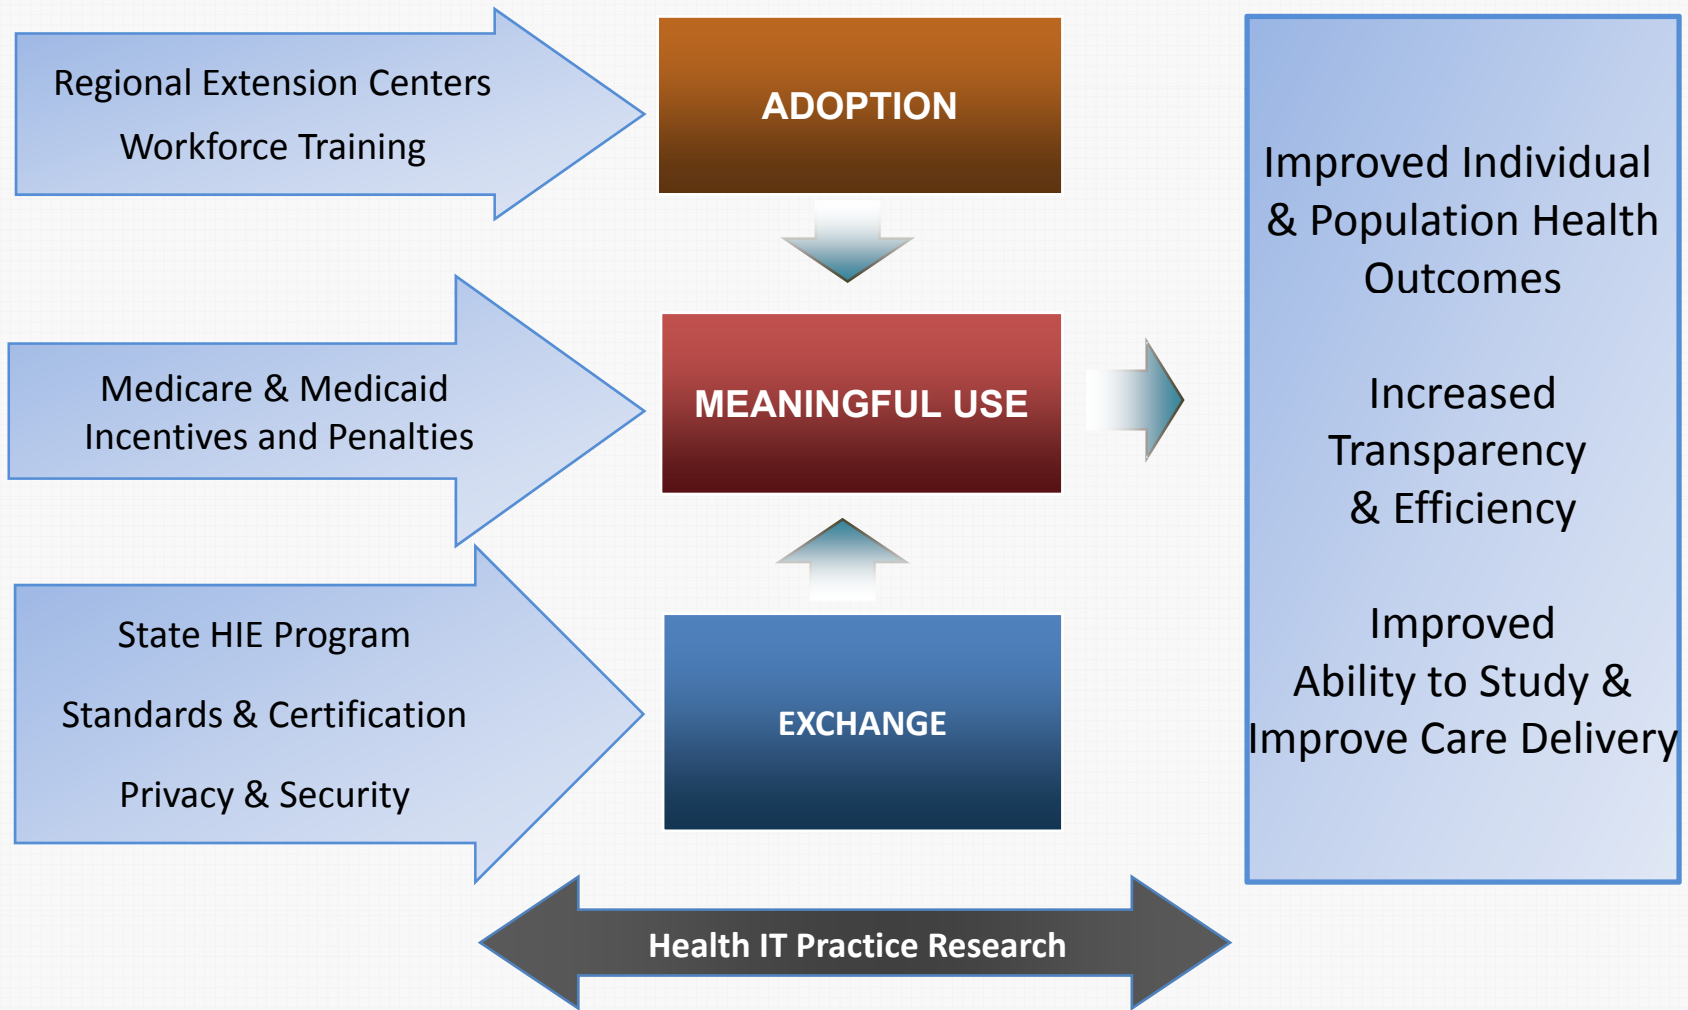 Regional Extension Centers
Workforce Training
ADOPTION
Medicare & Medicaid
Incentives and Penalties
MEANINGFUL USE
State HIE Program
Standards & Certification
Privacy & Security
EXCHANGE
Improved Individual
& Population Health
Outcomes
Increased
Transparency
& Efficiency
Improved
Ability to Study &
Improve Care Delivery
Health IT Practice Research